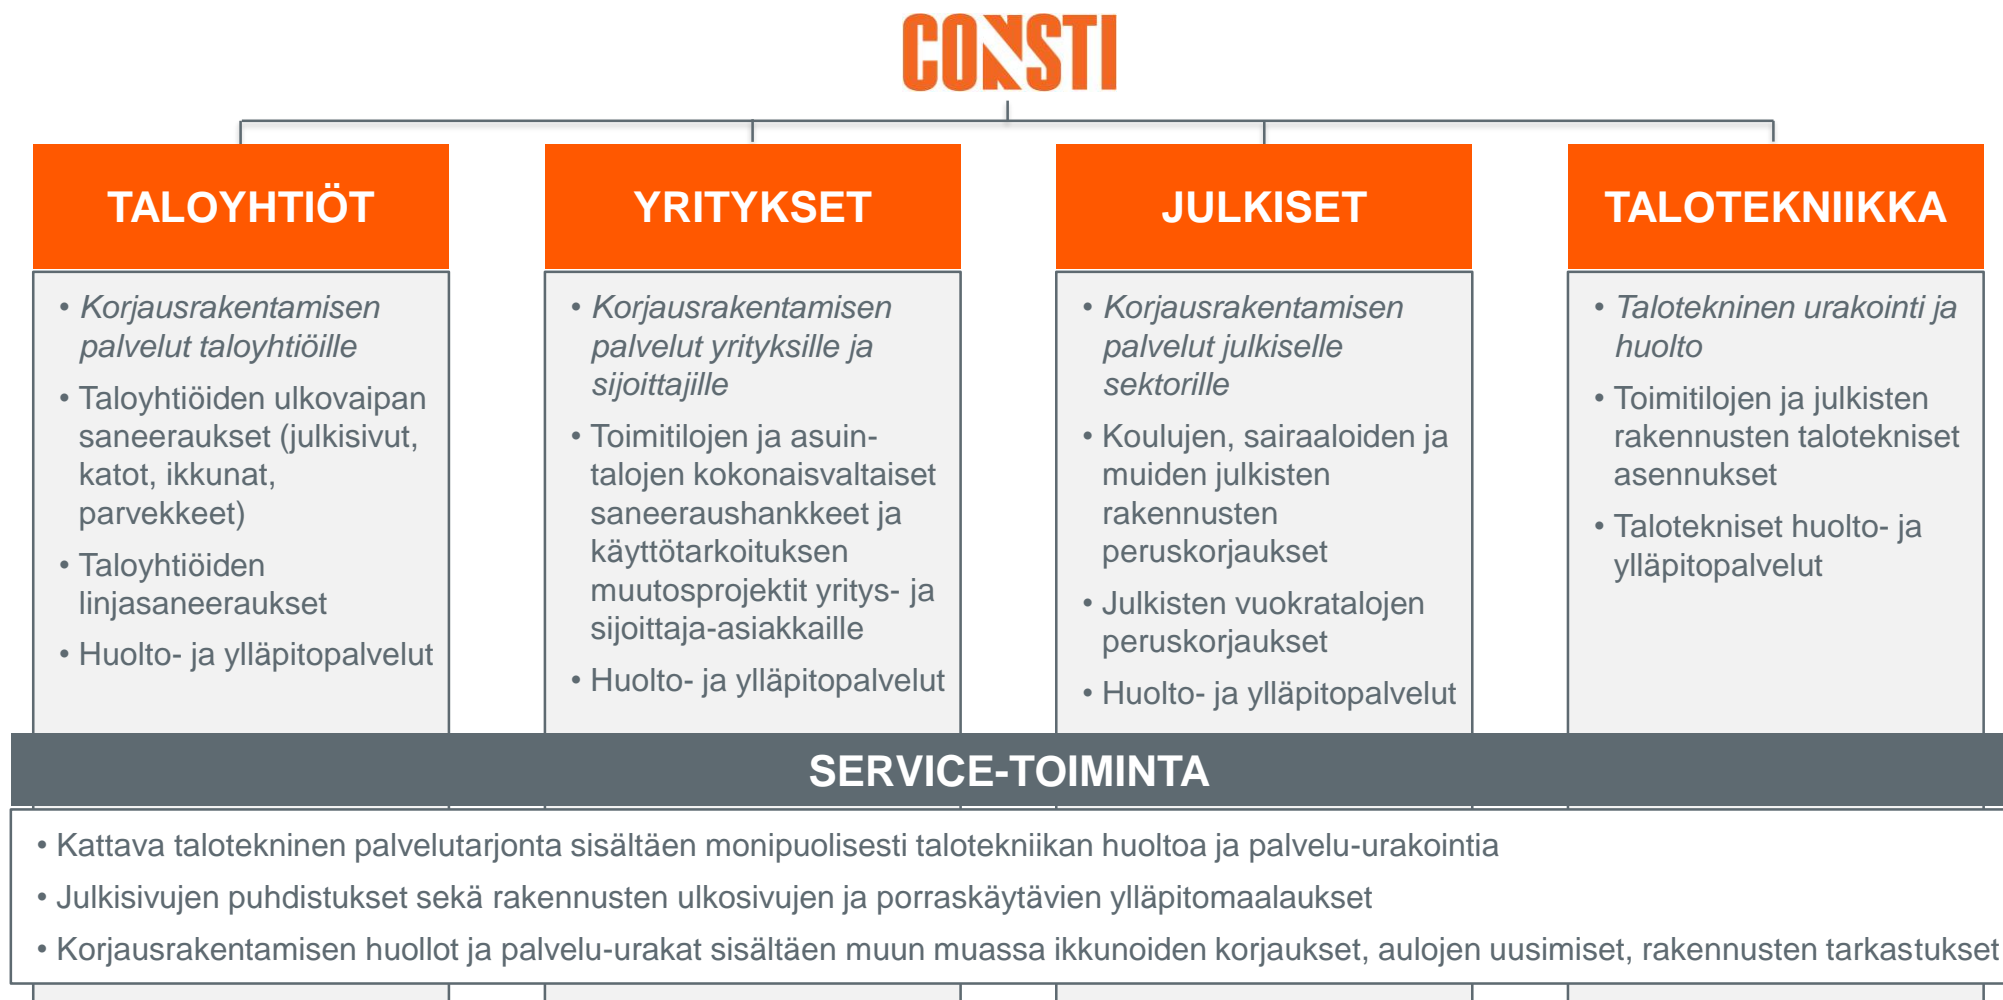 CONSTI
TALOYHTIÖT
• Korjausrakentamisen
palvelut taloyhtiöille
• Taloyhtiöiden ulkovaipan
saneeraukset (julkisivut,
katot, ikkunat,
parvekkeet)
• Taloyhtiöiden
linjasaneeraukset
• Huolto- ja ylläpitopalvelut
YRITYKSET
• Korjausrakentamisen
palvelut yrityksille ja
sijoittajille
• Toimitilojen ja asuin-
talojen kokonaisvaltaiset
saneeraushankkeet ja
käyttötarkoituksen
muutosprojektit yritys- ja
sijoittaja-asiakkaille
• Huolto- ja ylläpitopalvelut
JULKISET
• Korjausrakentamisen
palvelut julkiselle
sektorille
• Koulujen, sairaaloiden ja
muiden julkisten
rakennusten
peruskorjaukset
• Julkisten vuokratalojen
peruskorjaukset
• Huolto- ja ylläpitopalvelut
TALOTEKNIIKKA
• Talotekninen urakointi ja
huolto
• Toimitilojen ja julkisten
rakennusten talotekniset
asennukset
• Talotekniset huolto- ja
ylläpitopalvelut
SERVICE-TOIMINTA
• Kattava talotekninen palvelutarjonta sisältäen monipuolisesti talotekniikan huoltoa ja palvelu-urakointia
• Julkisivujen puhdistukset sekä rakennusten ulkosivujen ja porraskäytävien ylläpitomaalaukset
• Korjausrakentamisen huollot ja palvelu-urakat sisältäen muun muassa ikkunoiden korjaukset, aulojen uusimiset, rakennusten tarkastukset